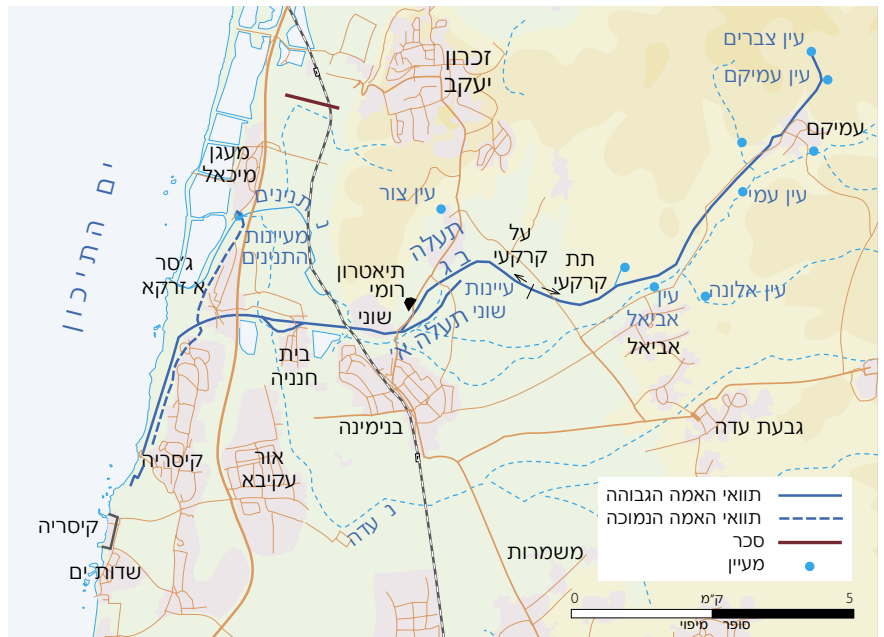 עין צברים
עין עמיקם
עמיקם
זכרון
יעקב
מעגן
מיכאל
ים התיכון
נ תנינים
עין צור
עין עמי
מעיינות
התנינים
תעלה
ב ג
על
קרקעי
תת
קרקעי
ג'סר
א זרקא
תיאטרון
רומי
עיינות
שוני
שוני
תעלה א'
עין אלונה
עין
אביאל
אביאל
בית
חנניה
בנימינה
גבעת עדה
קיסריה
אור
עקיבא
נ עדה
קיסריה
שדות ים
משמרות
תוואי האמה הגבוהה
תוואי האמה הנמוכה
סכר
מעיין
0 ק"מ 5
סופר מיפוי